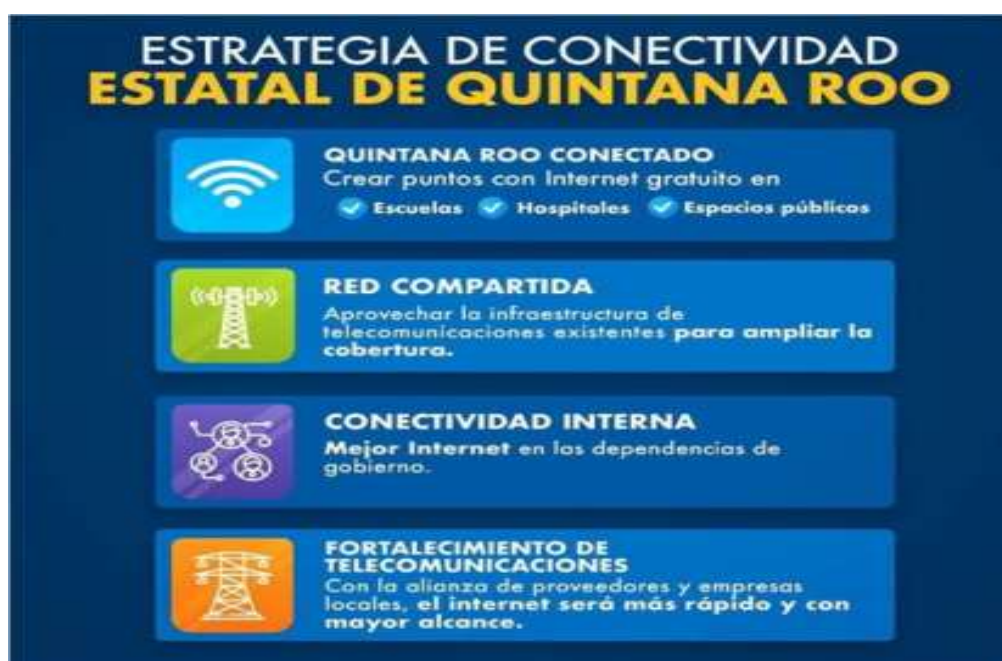 ESTRATEGIA DE CONECTIVIDAD
ESTATAL DE QUINTANA ROO
QUINTANA ROO CONECTADO
Crear puntos con Internet gratuito en
Escuelas Hospitales Espacios públicos
RED COMPARTIDA
Aprovechar la infraestructura de
telecomunicaciones existentes para ampliar la
cobertura.
CONECTIVIDAD INTERNA
Mejor Internet en las dependencias de
gobierno.
FORTALECIMIENTO DE
TELECOMUNICACIONES
Con la alianza de proveedores y empresas
locales, el internet será más rápido y con
mayor alcance.